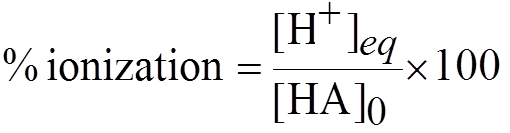 % ionization = [H⁺]eq / [HA]0 × 100